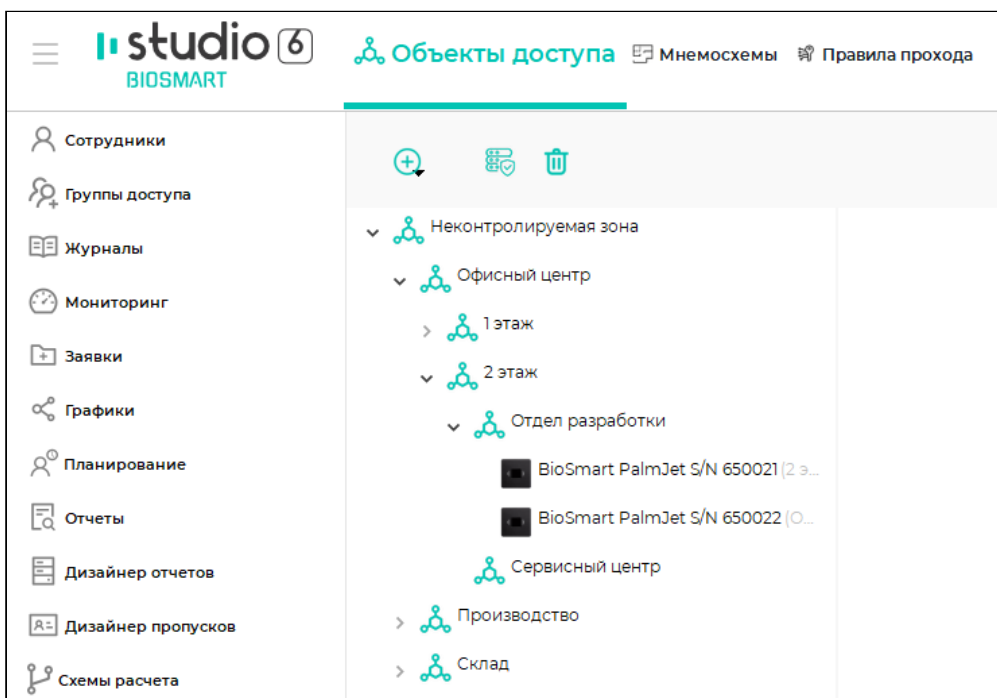 studio 6
BIOSMART
Объекты доступа
Мнемосхемы
Правила прохода
Сотрудники
Группы доступа
Журналы
Мониторинг
Заявки
Графики
Планирование
Отчеты
Дизайнер отчетов
Дизайнер пропусков
Схемы расчета
Неконтролируемая зона
Офисный центр
1 этаж
2 этаж
Отдел разработки
BioSmart PalmJet S/N 650021 (2 э...
BioSmart PalmJet S/N 650022 (О...
Сервисный центр
Производство
Склад